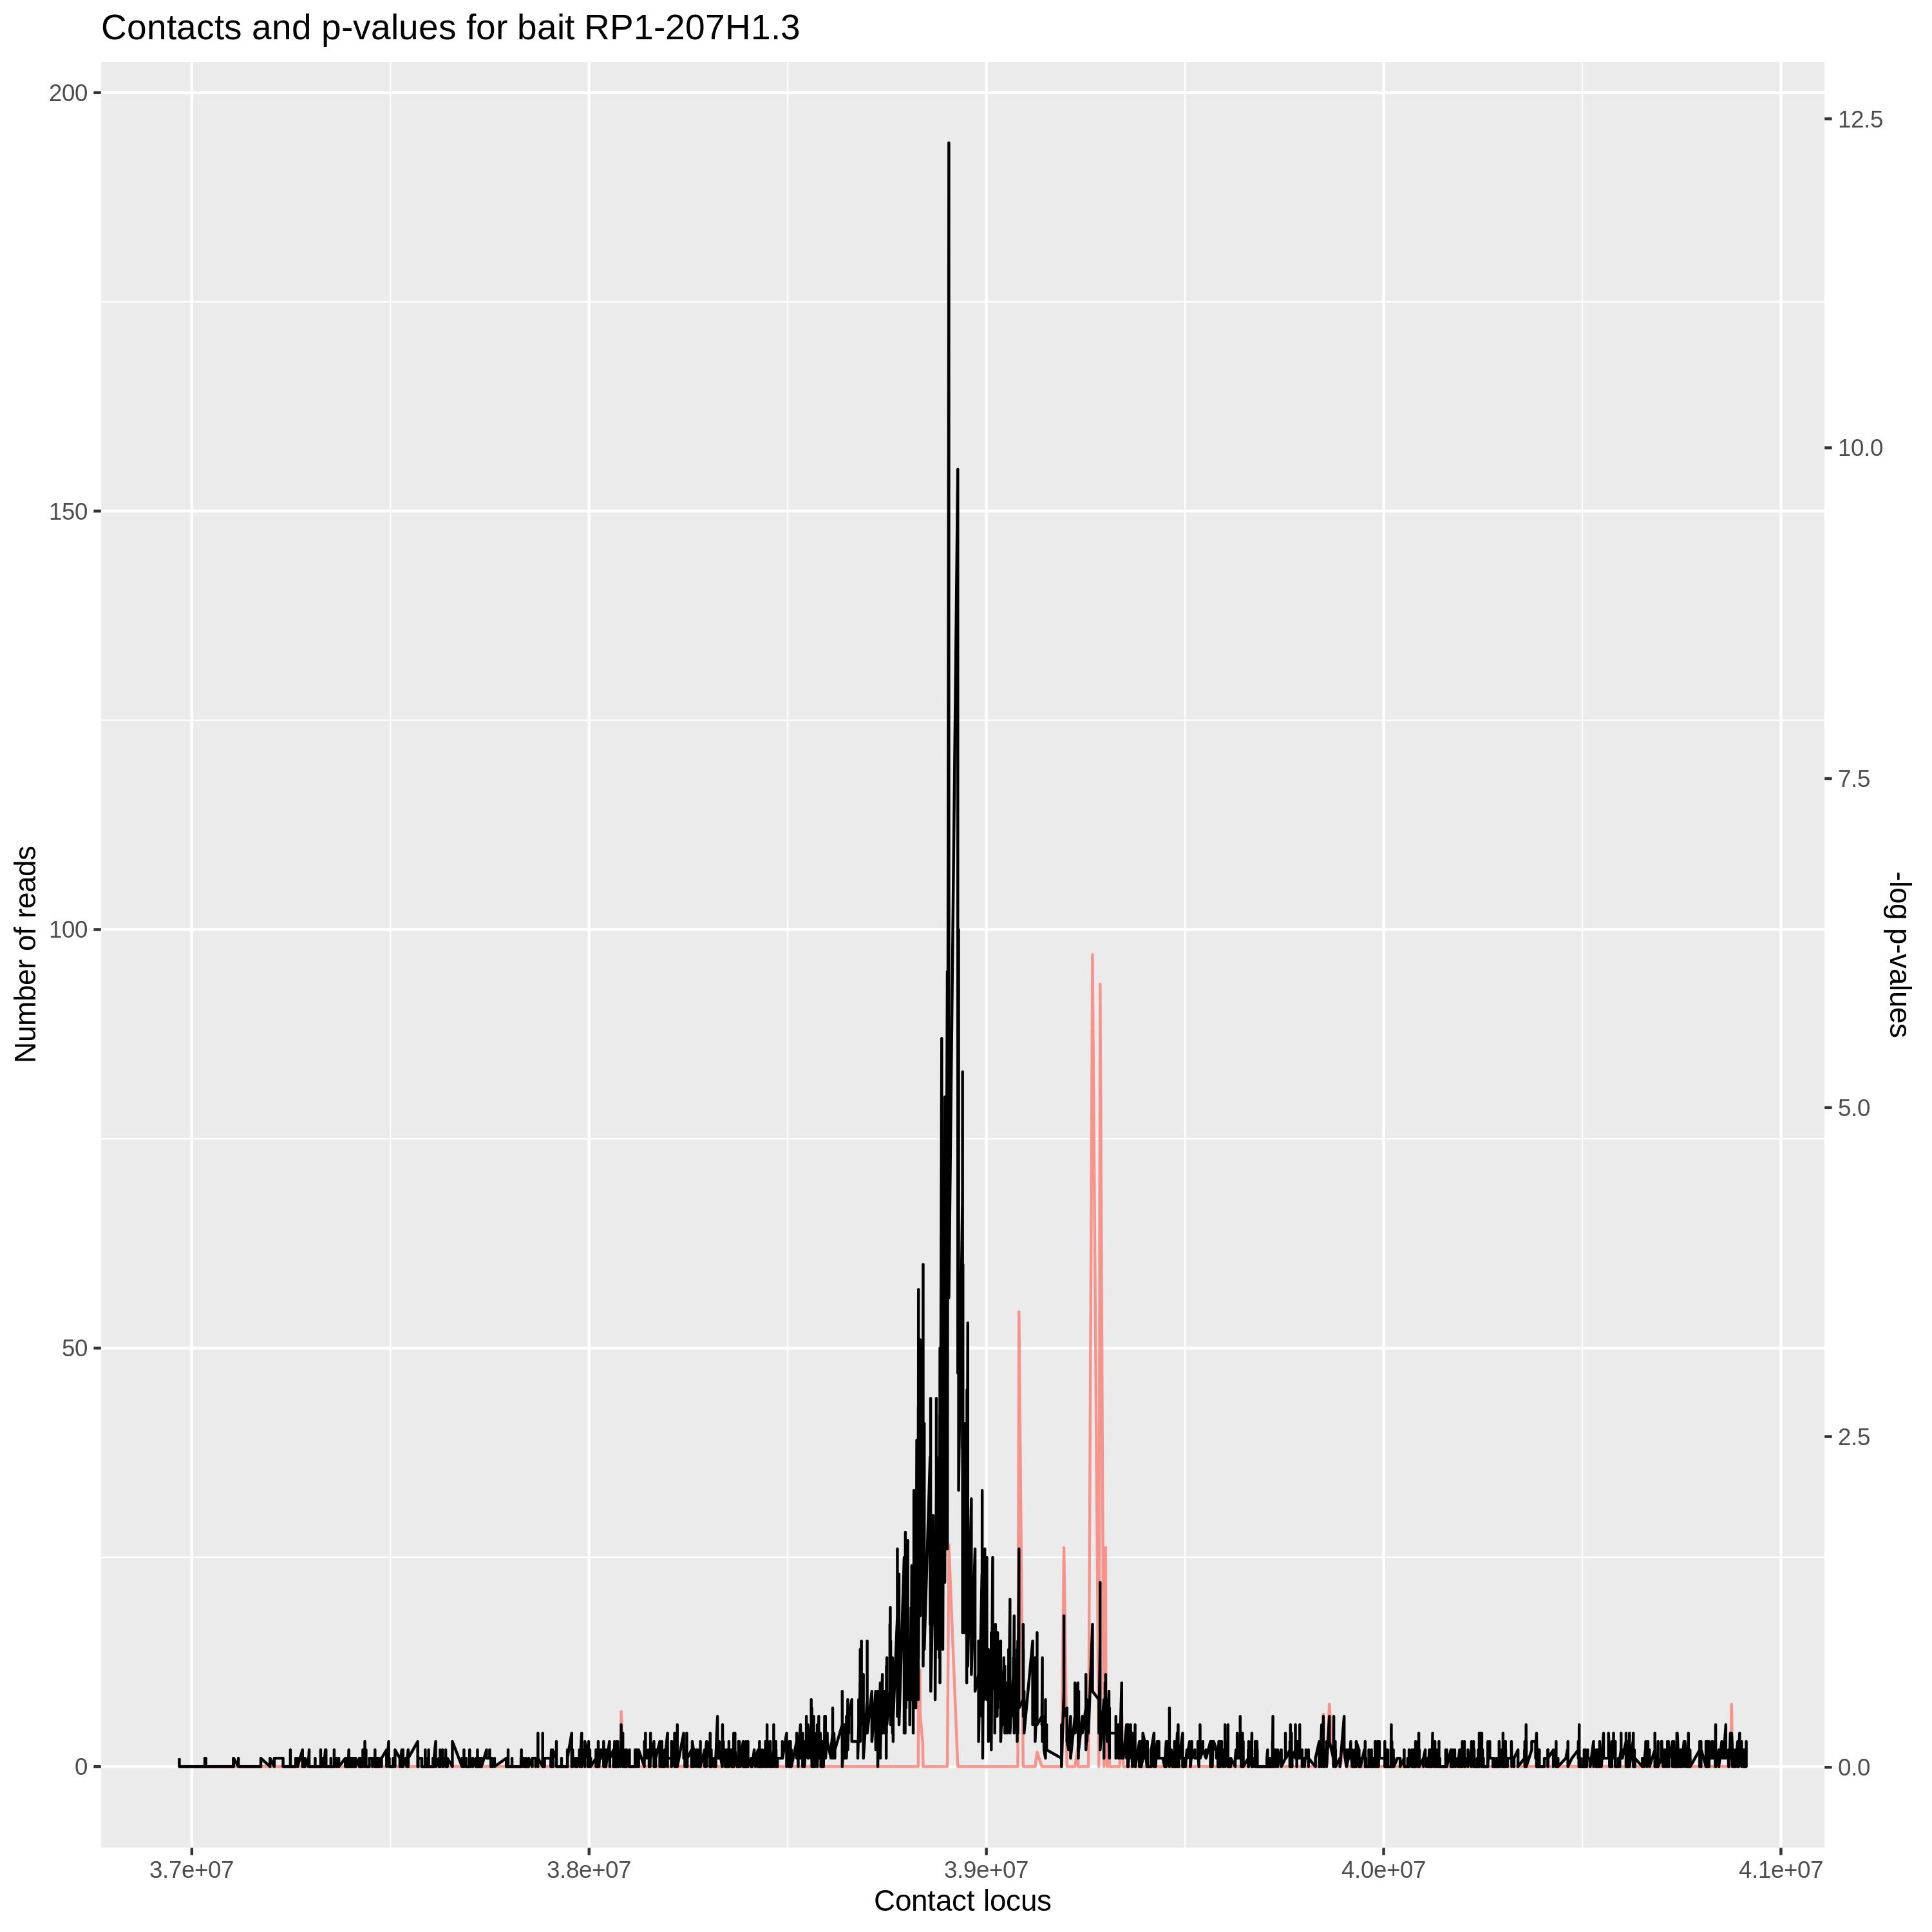 Contacts and p-values for bait RP1-207H1.3
200
150
100
50
0
Number of reads
12.5
10.0
7.5
5.0
2.5
0.0
-log p-values
3.7e+07 3.8e+07 3.9e+07 4.0e+07 4.1e+07
Contact locus